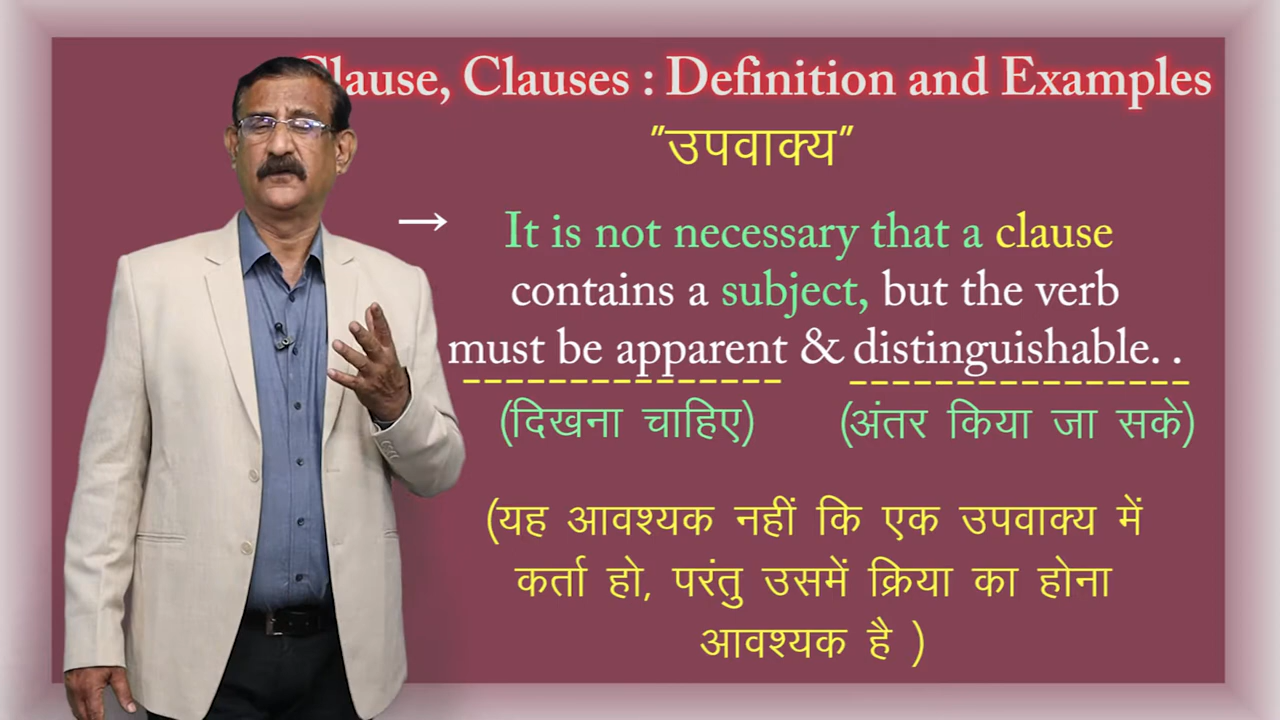 Clause, Clauses : Definition and Examples
"उपवाक्य"
→ It is not necessary that a clause
contains a subject, but the verb
must be apparent & distinguishable. .
(दिखना चाहिए) (अंतर किया जा सके)
(यह आवश्यक नहीं कि एक उपवाक्य में
कर्ता हो, परंतु उसमें क्रिया का होना
आवश्यक है )